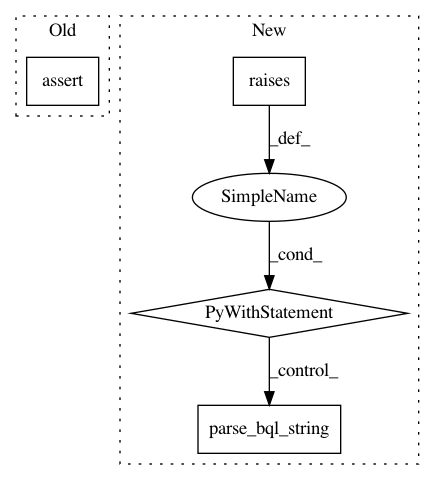 Old
New
assert
raises
_def_
SimpleName
_cond_
PyWithStatement
_control_
parse_bql_string